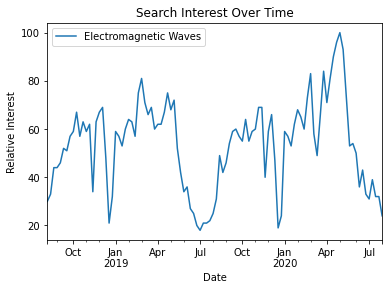 Search Interest Over Time
Electromagnetic Waves
Relative Interest
100
80
60
40
20
Oct
Jan
2019
Apr
Jul
Oct
Jan
2020
Apr
Jul
Date